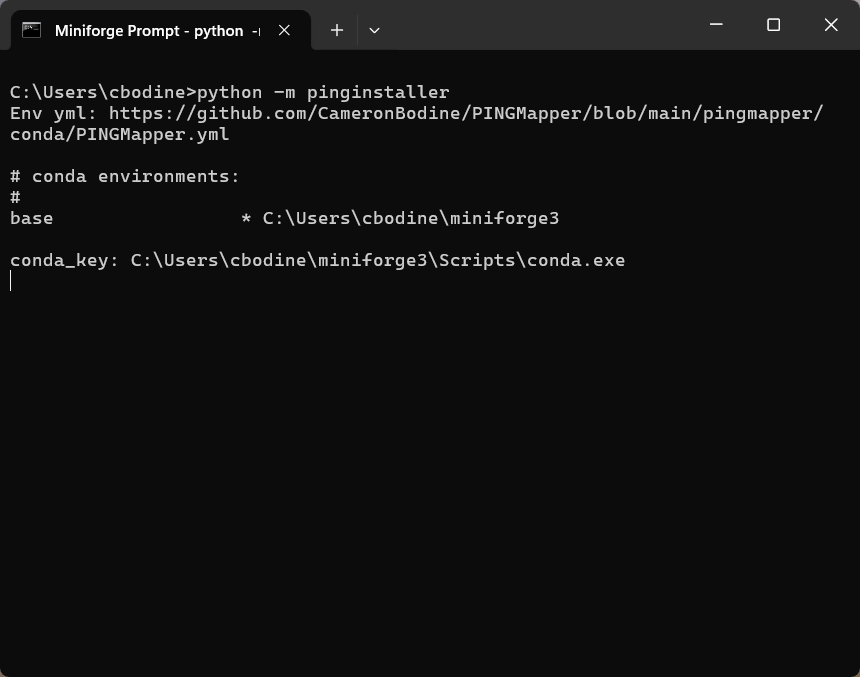 Miniforge Prompt - python -
C:\Users\cbodine>python -m pinginstaller
Env yml: https://github.com/CameronBodine/PINGMapper/blob/main/pingmapper/
conda/PINGMapper.yml
# conda environments:
#
base                 * C:\Users\cbodine\miniforge3
conda_key: C:\Users\cbodine\miniforge3\Scripts\conda.exe